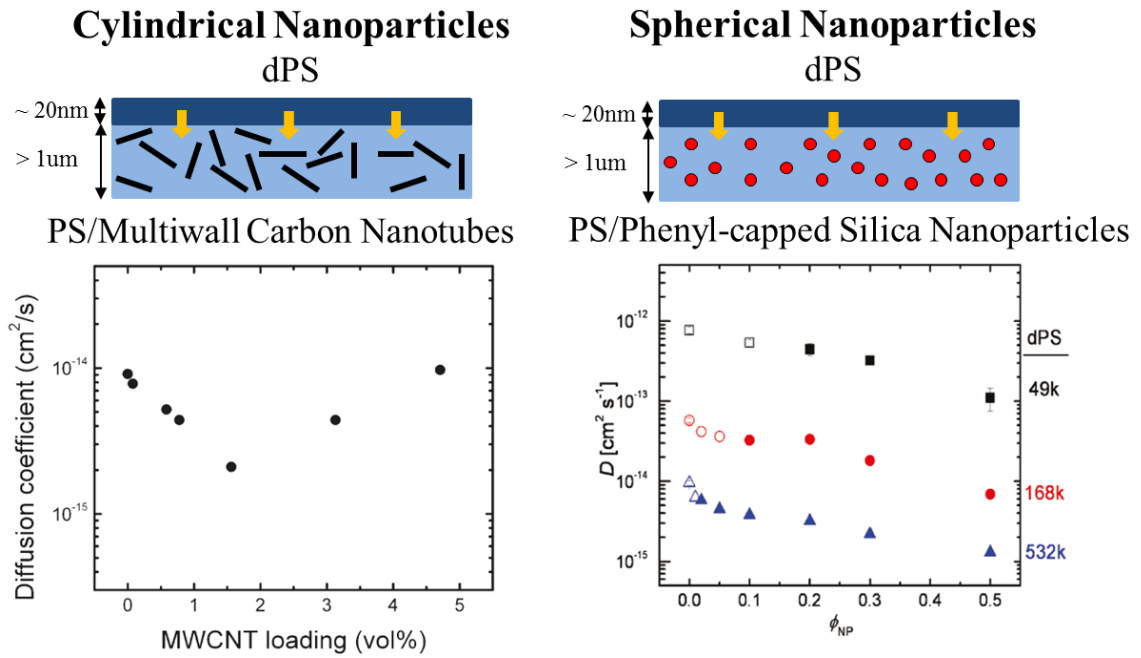 Cylindrical Nanoparticles
dPS
~ 20nm
> 1um
PS/Multiwall Carbon Nanotubes
Diffusion coefficient (cm²/s)
10⁻¹⁴
10⁻¹⁵
0 1 2 3 4 5
MWCNT loading (vol%)
Spherical Nanoparticles
dPS
~ 20nm
> 1um
PS/Phenyl-capped Silica Nanoparticles
D [cm² s⁻¹]
10⁻¹²
10⁻¹³
10⁻¹⁴
10⁻¹⁵
0.0 0.1 0.2 0.3 0.4 0.5
ϕNP
dPS
49k
168k
532k